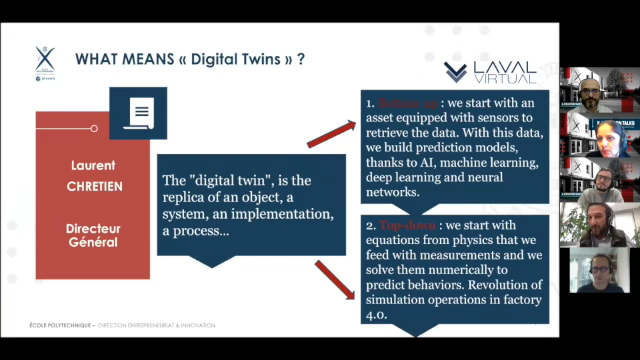 WHAT MEANS « Digital Twins » ?
LAVAL
VIRTUAL
Laurent
CHRETIEN
Directeur
Général
The "digital twin", is the
replica of an object, a
system, an implementation,
a process...
1. Bottom-up : we start with an
asset equipped with sensors to
retrieve the data. With this data,
we build prediction models,
thanks to AI, machine learning,
deep learning and neural
networks.
2. Top-down : we start with
equations from physics that we
feed with measurements and we
solve them numerically to
predict behaviors. Revolution of
simulation operations in factory
4.0.
ÉCOLE POLYTECHNIQUE – DIRECTION ENTREPRENEURIAT & INNOVATION